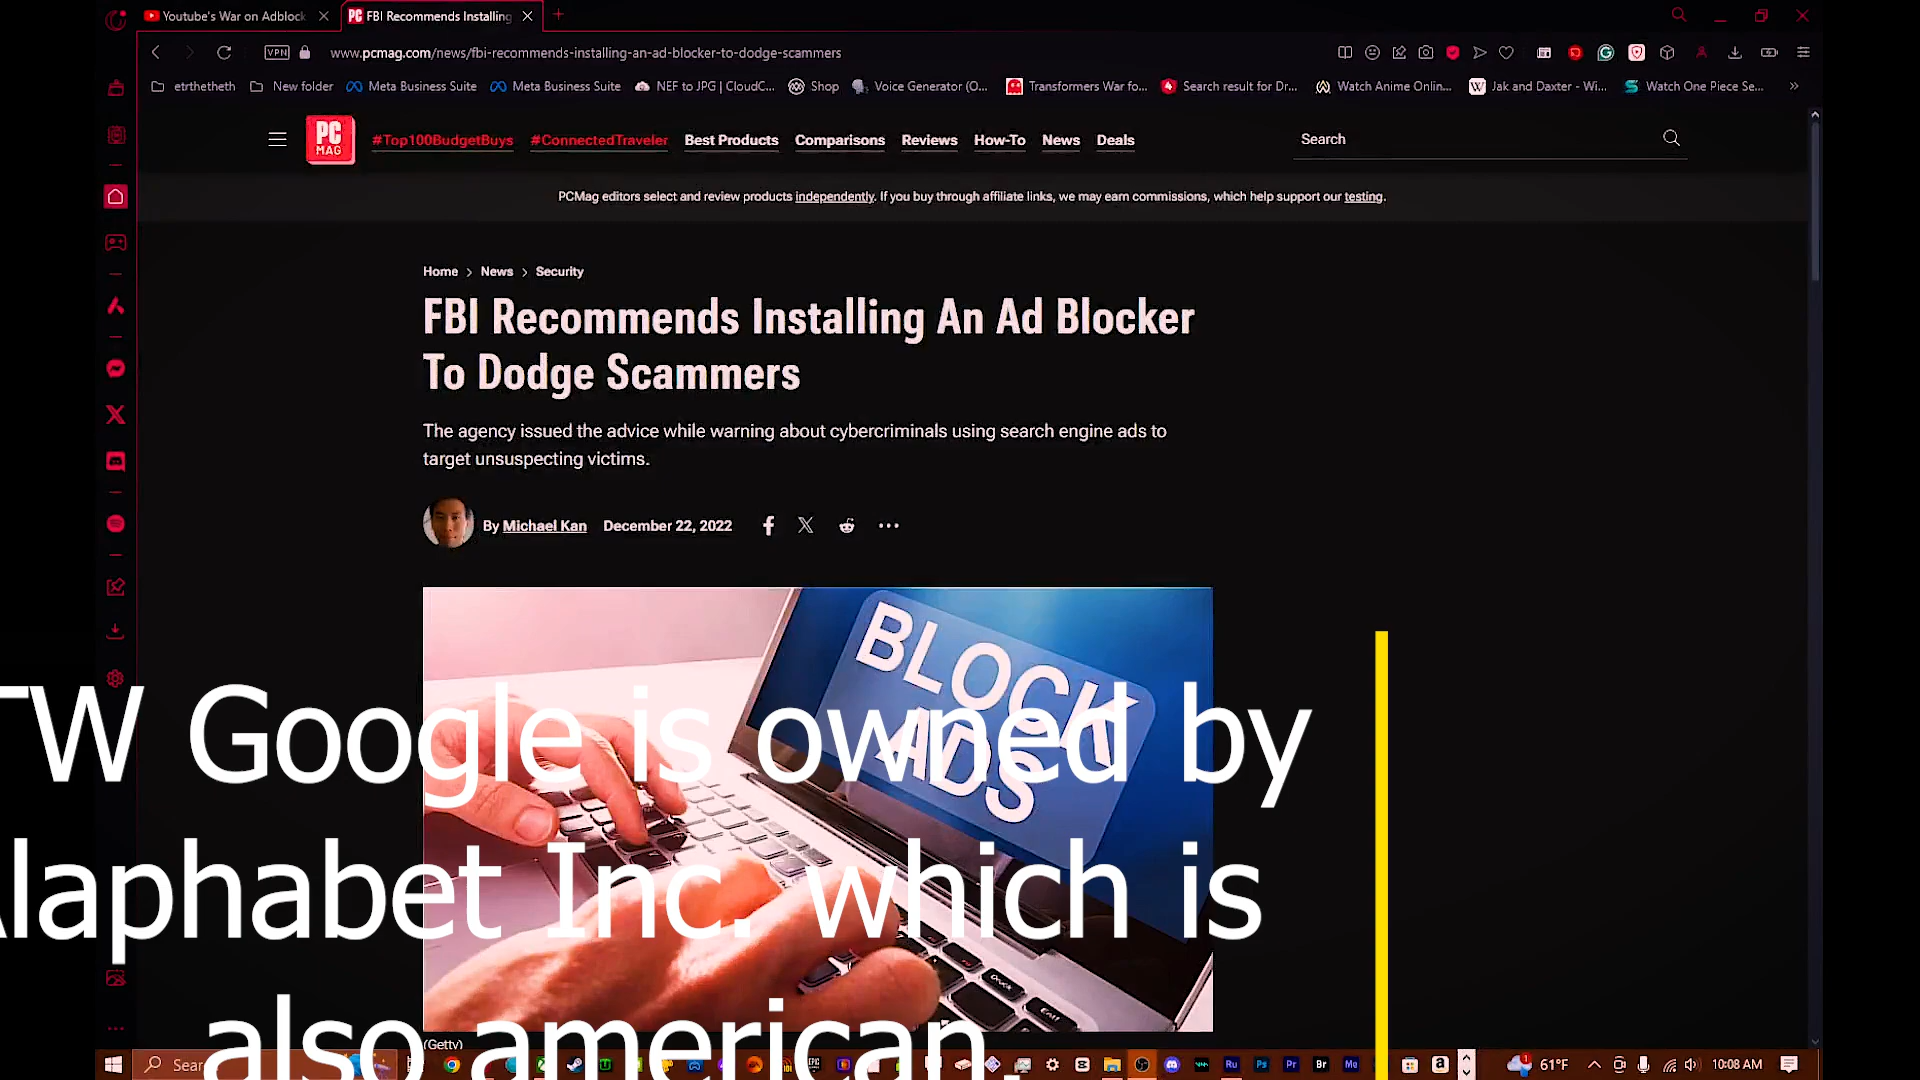 Youtube's War on Adblock
FBI Recommends Installing
VPN
www.pcmag.com/news/fbi-recommends-installing-an-ad-blocker-to-dodge-scammers
etrthetheth New folder Meta Business Suite Meta Business Suite NEF to JPG | CloudC... Shop Voice Generator (O... Transformers War fo... Search result for Dr... Watch Anime Onlin... Jak and Daxter - Wi... Watch One Piece Se...
PC MAG
#Top100BudgetBuys #ConnectedTraveler Best Products Comparisons Reviews How-To News Deals
Search
PCMag editors select and review products independently. If you buy through affiliate links, we may earn commissions, which help support our testing.
Home > News > Security
FBI Recommends Installing An Ad Blocker
To Dodge Scammers
The agency issued the advice while warning about cybercriminals using search engine ads to
target unsuspecting victims.
By Michael Kan December 22, 2022
BLOCK
ADS
TW Google is owned by
Alaphabet Inc. which is
also american.
(Getty)
Sear
61°F
10:08 AM